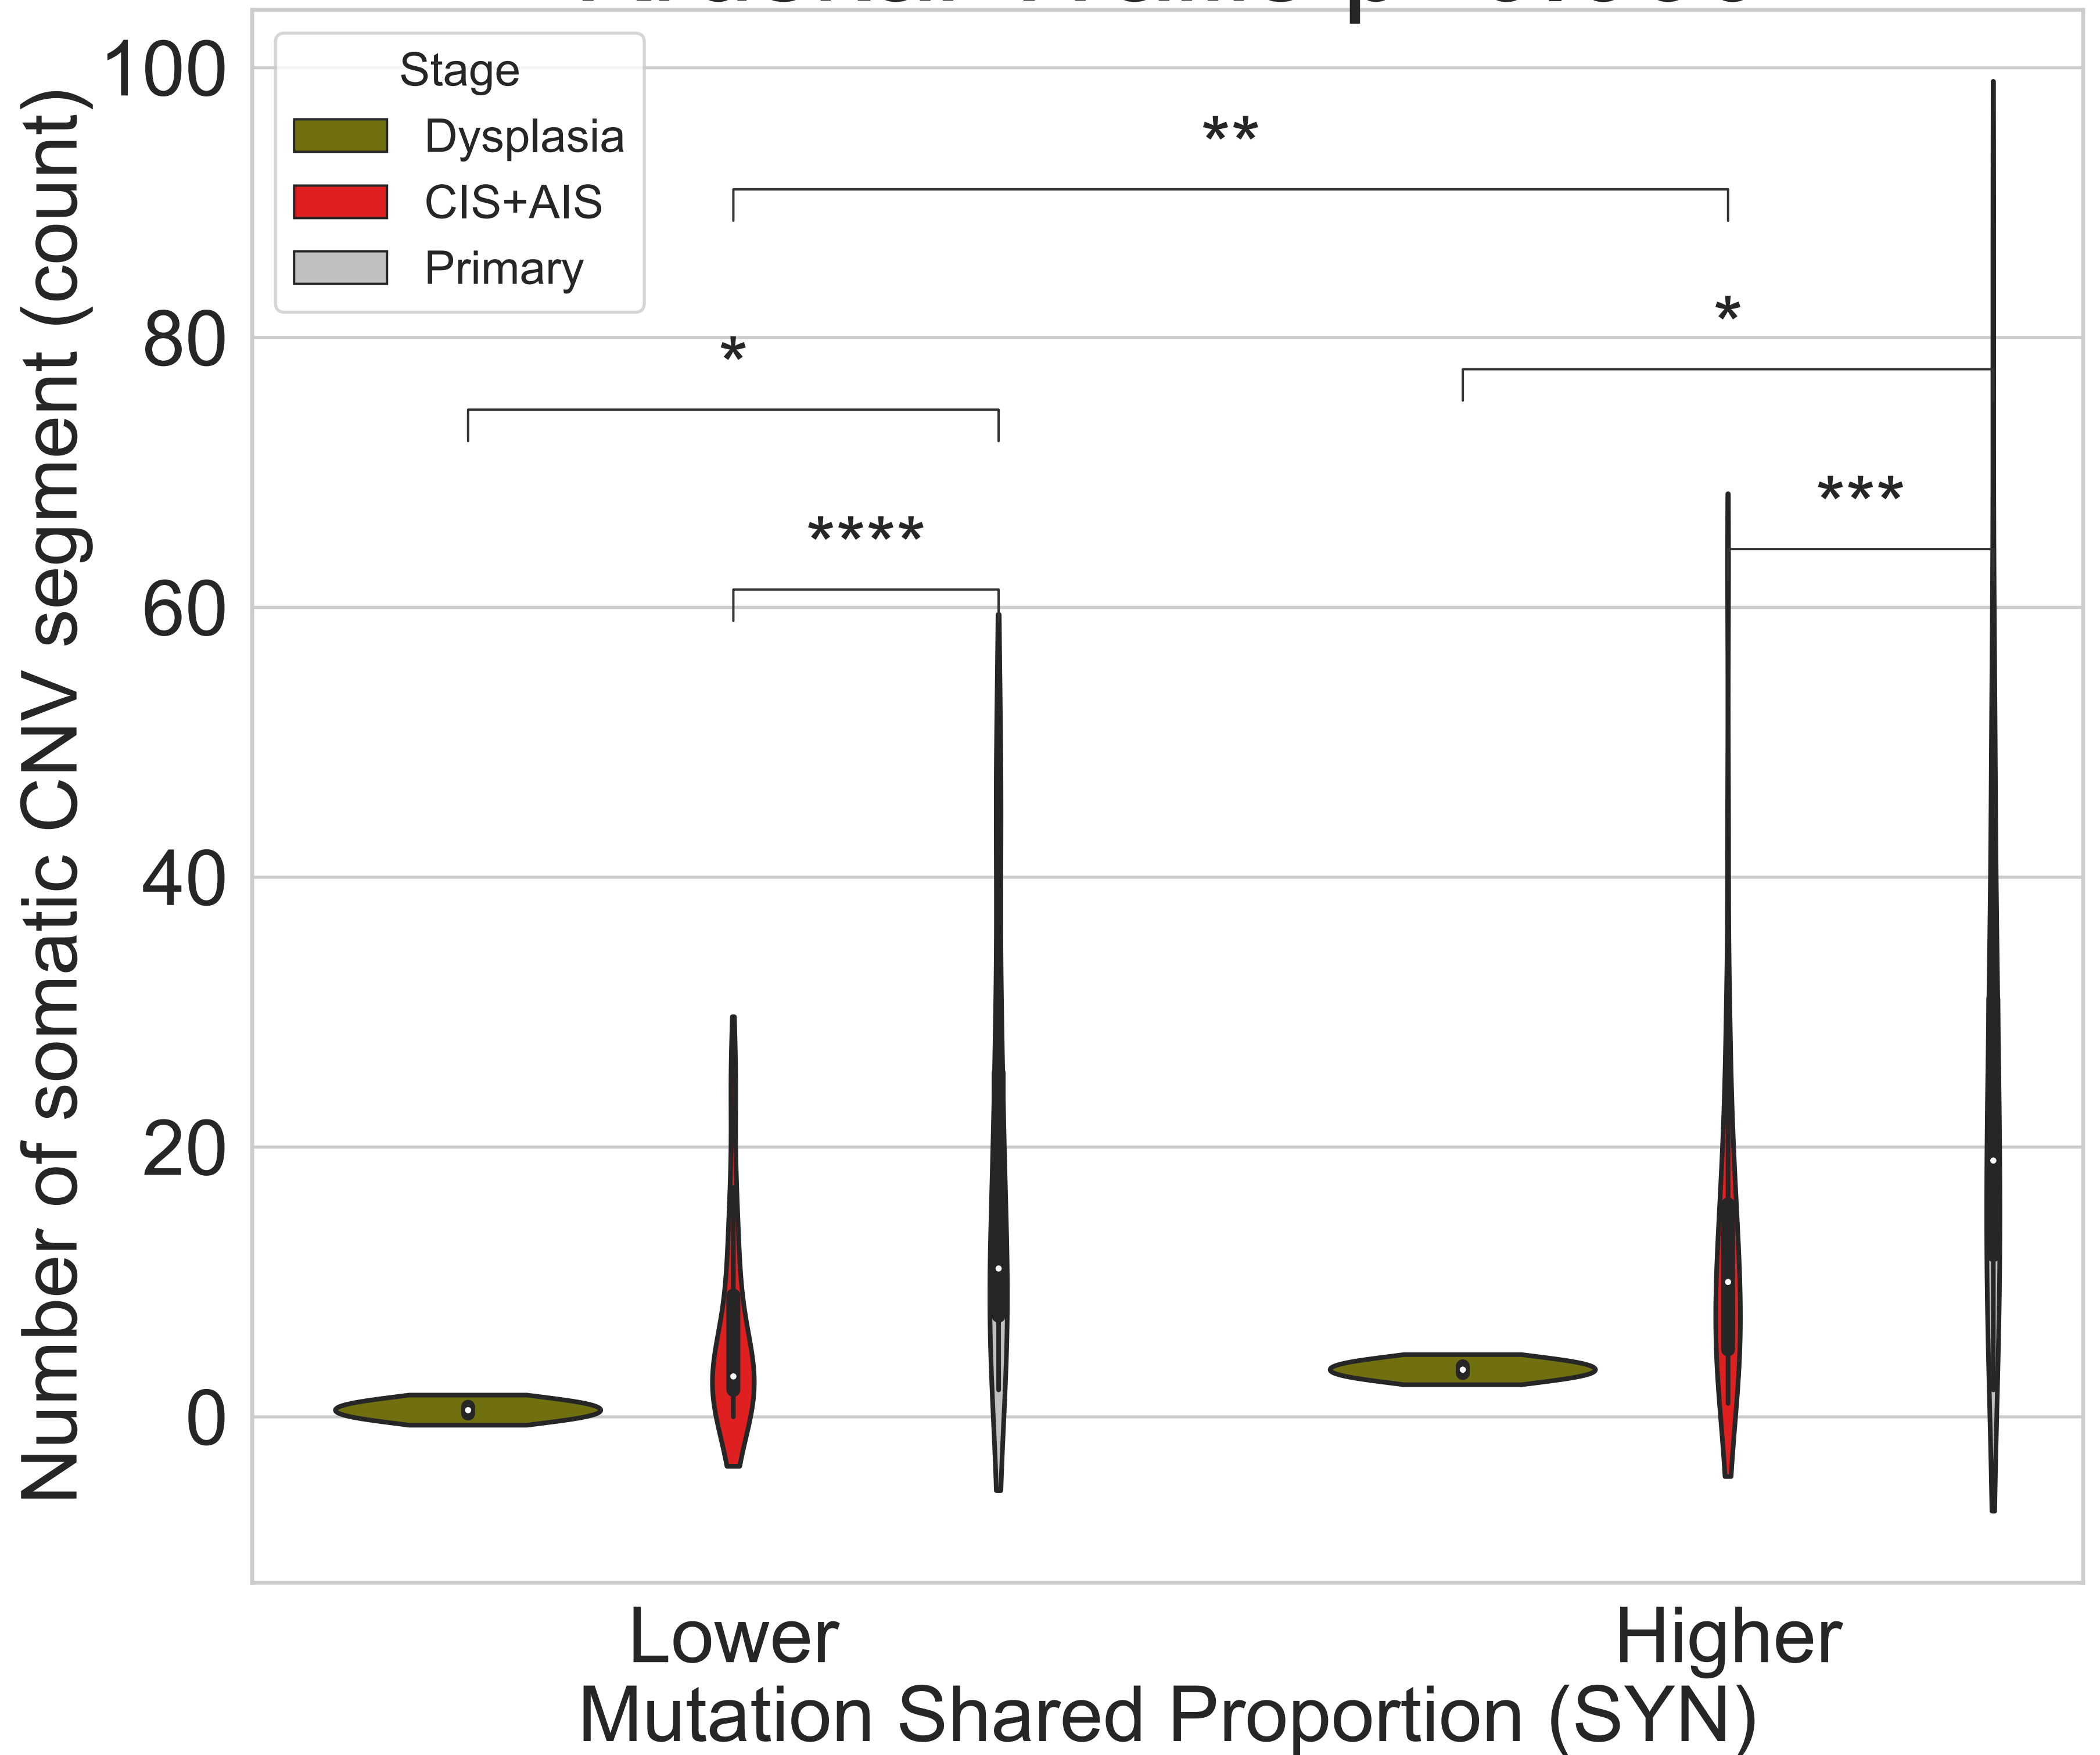 Number of somatic CNV segment (count)
100
80
60
40
20
0
Stage
Dysplasia
CIS+AIS
Primary
**
*
*
***
****
Lower
Higher
Mutation Shared Proportion (SYN)